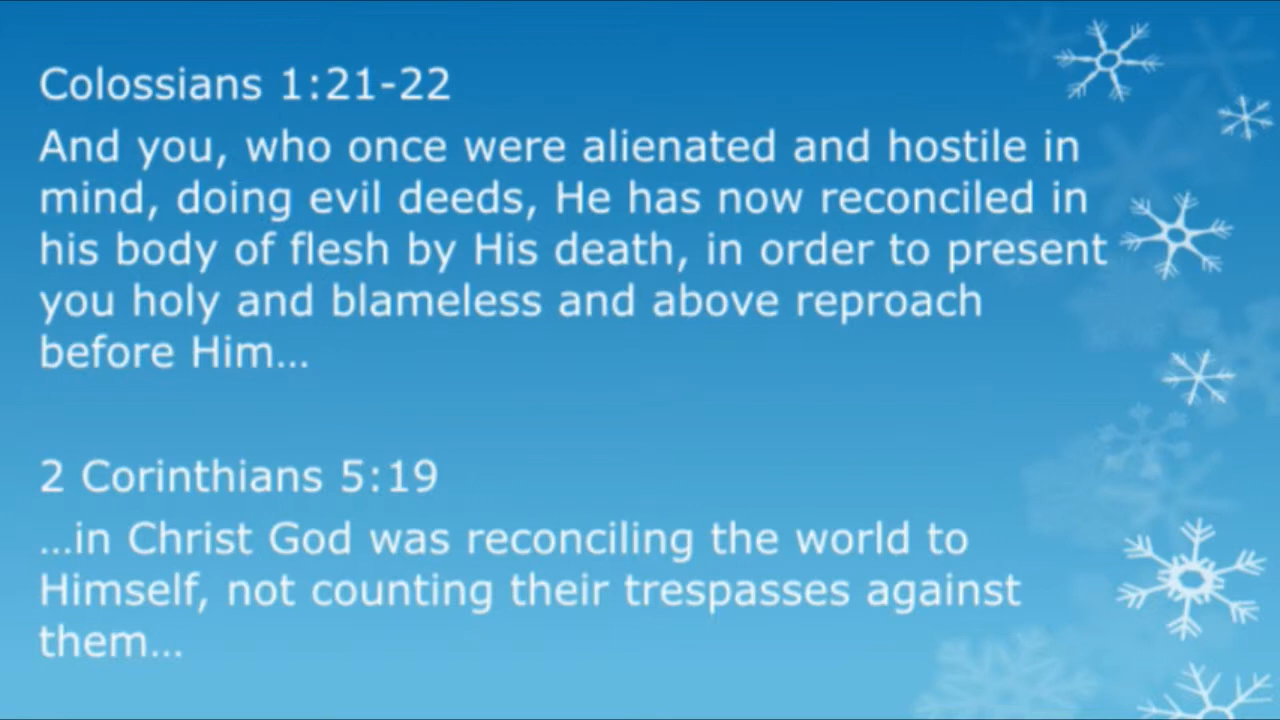 Colossians 1:21-22
And you, who once were alienated and hostile in
mind, doing evil deeds, He has now reconciled in
his body of flesh by His death, in order to present
you holy and blameless and above reproach
before Him…
2 Corinthians 5:19
…in Christ God was reconciling the world to
Himself, not counting their trespasses against
them…